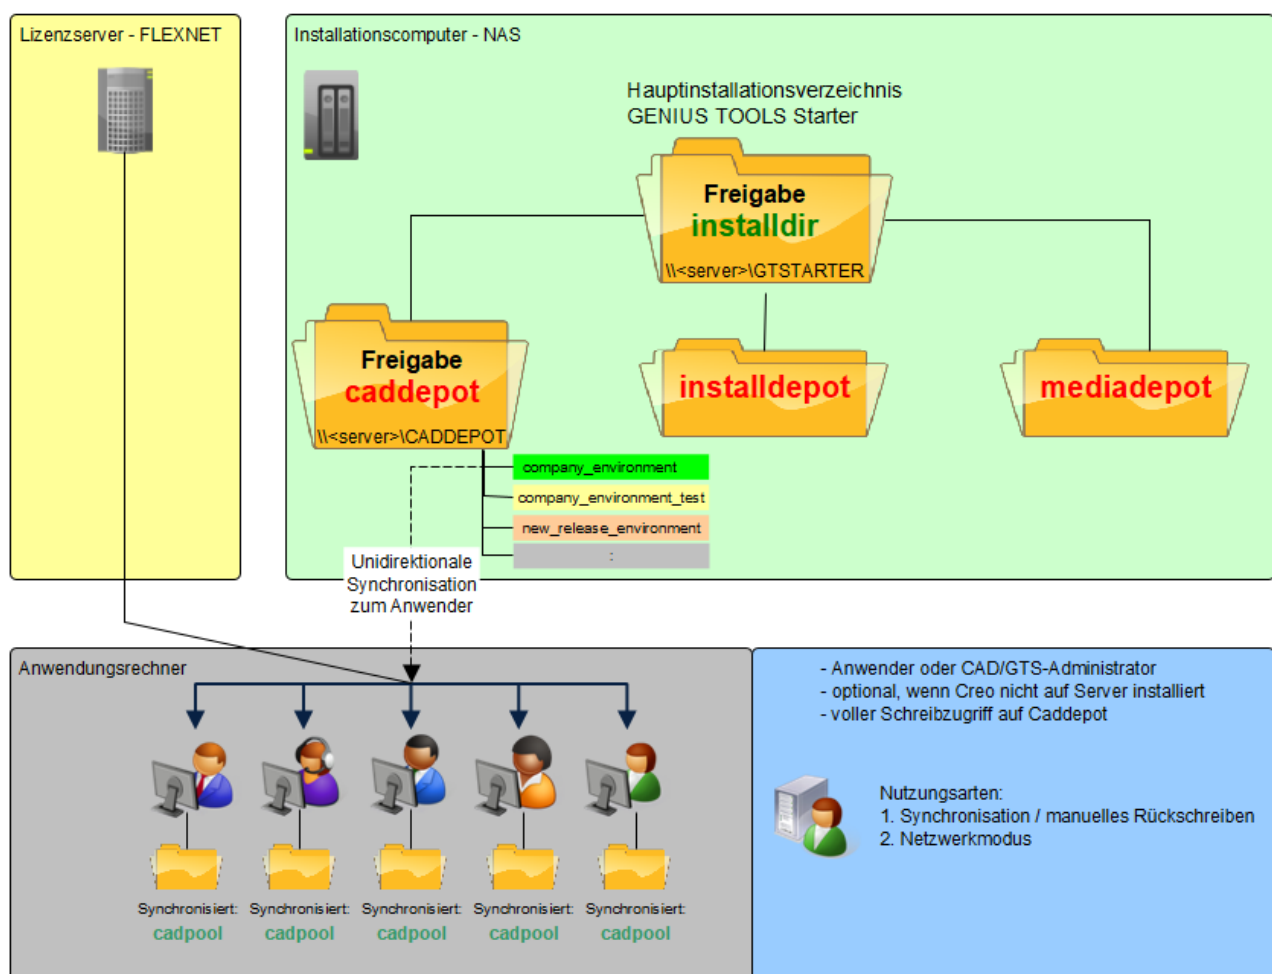 Lizenzserver - FLEXNET
Installationscomputer - NAS
Hauptinstallationsverzeichnis
GENIUS TOOLS Starter
Freigabe
installdir
\\<server>\GTSTARTER
Freigabe
caddepot
\\<server>\CADDEPOT
installdepot
mediadepot
company_environment
company_environment_test
new_release_environment
:
Unidirektionale
Synchronisation
zum Anwender
Anwendungsrechner
Synchronisiert:
cadpool
Synchronisiert:
cadpool
Synchronisiert:
cadpool
Synchronisiert:
cadpool
Synchronisiert:
cadpool
- Anwender oder CAD/GTS-Administrator
- optional, wenn Creo nicht auf Server installiert
- voller Schreibzugriff auf Caddepot
Nutzungsarten:
1. Synchronisation / manuelles Rückschreiben
2. Netzwerkmodus